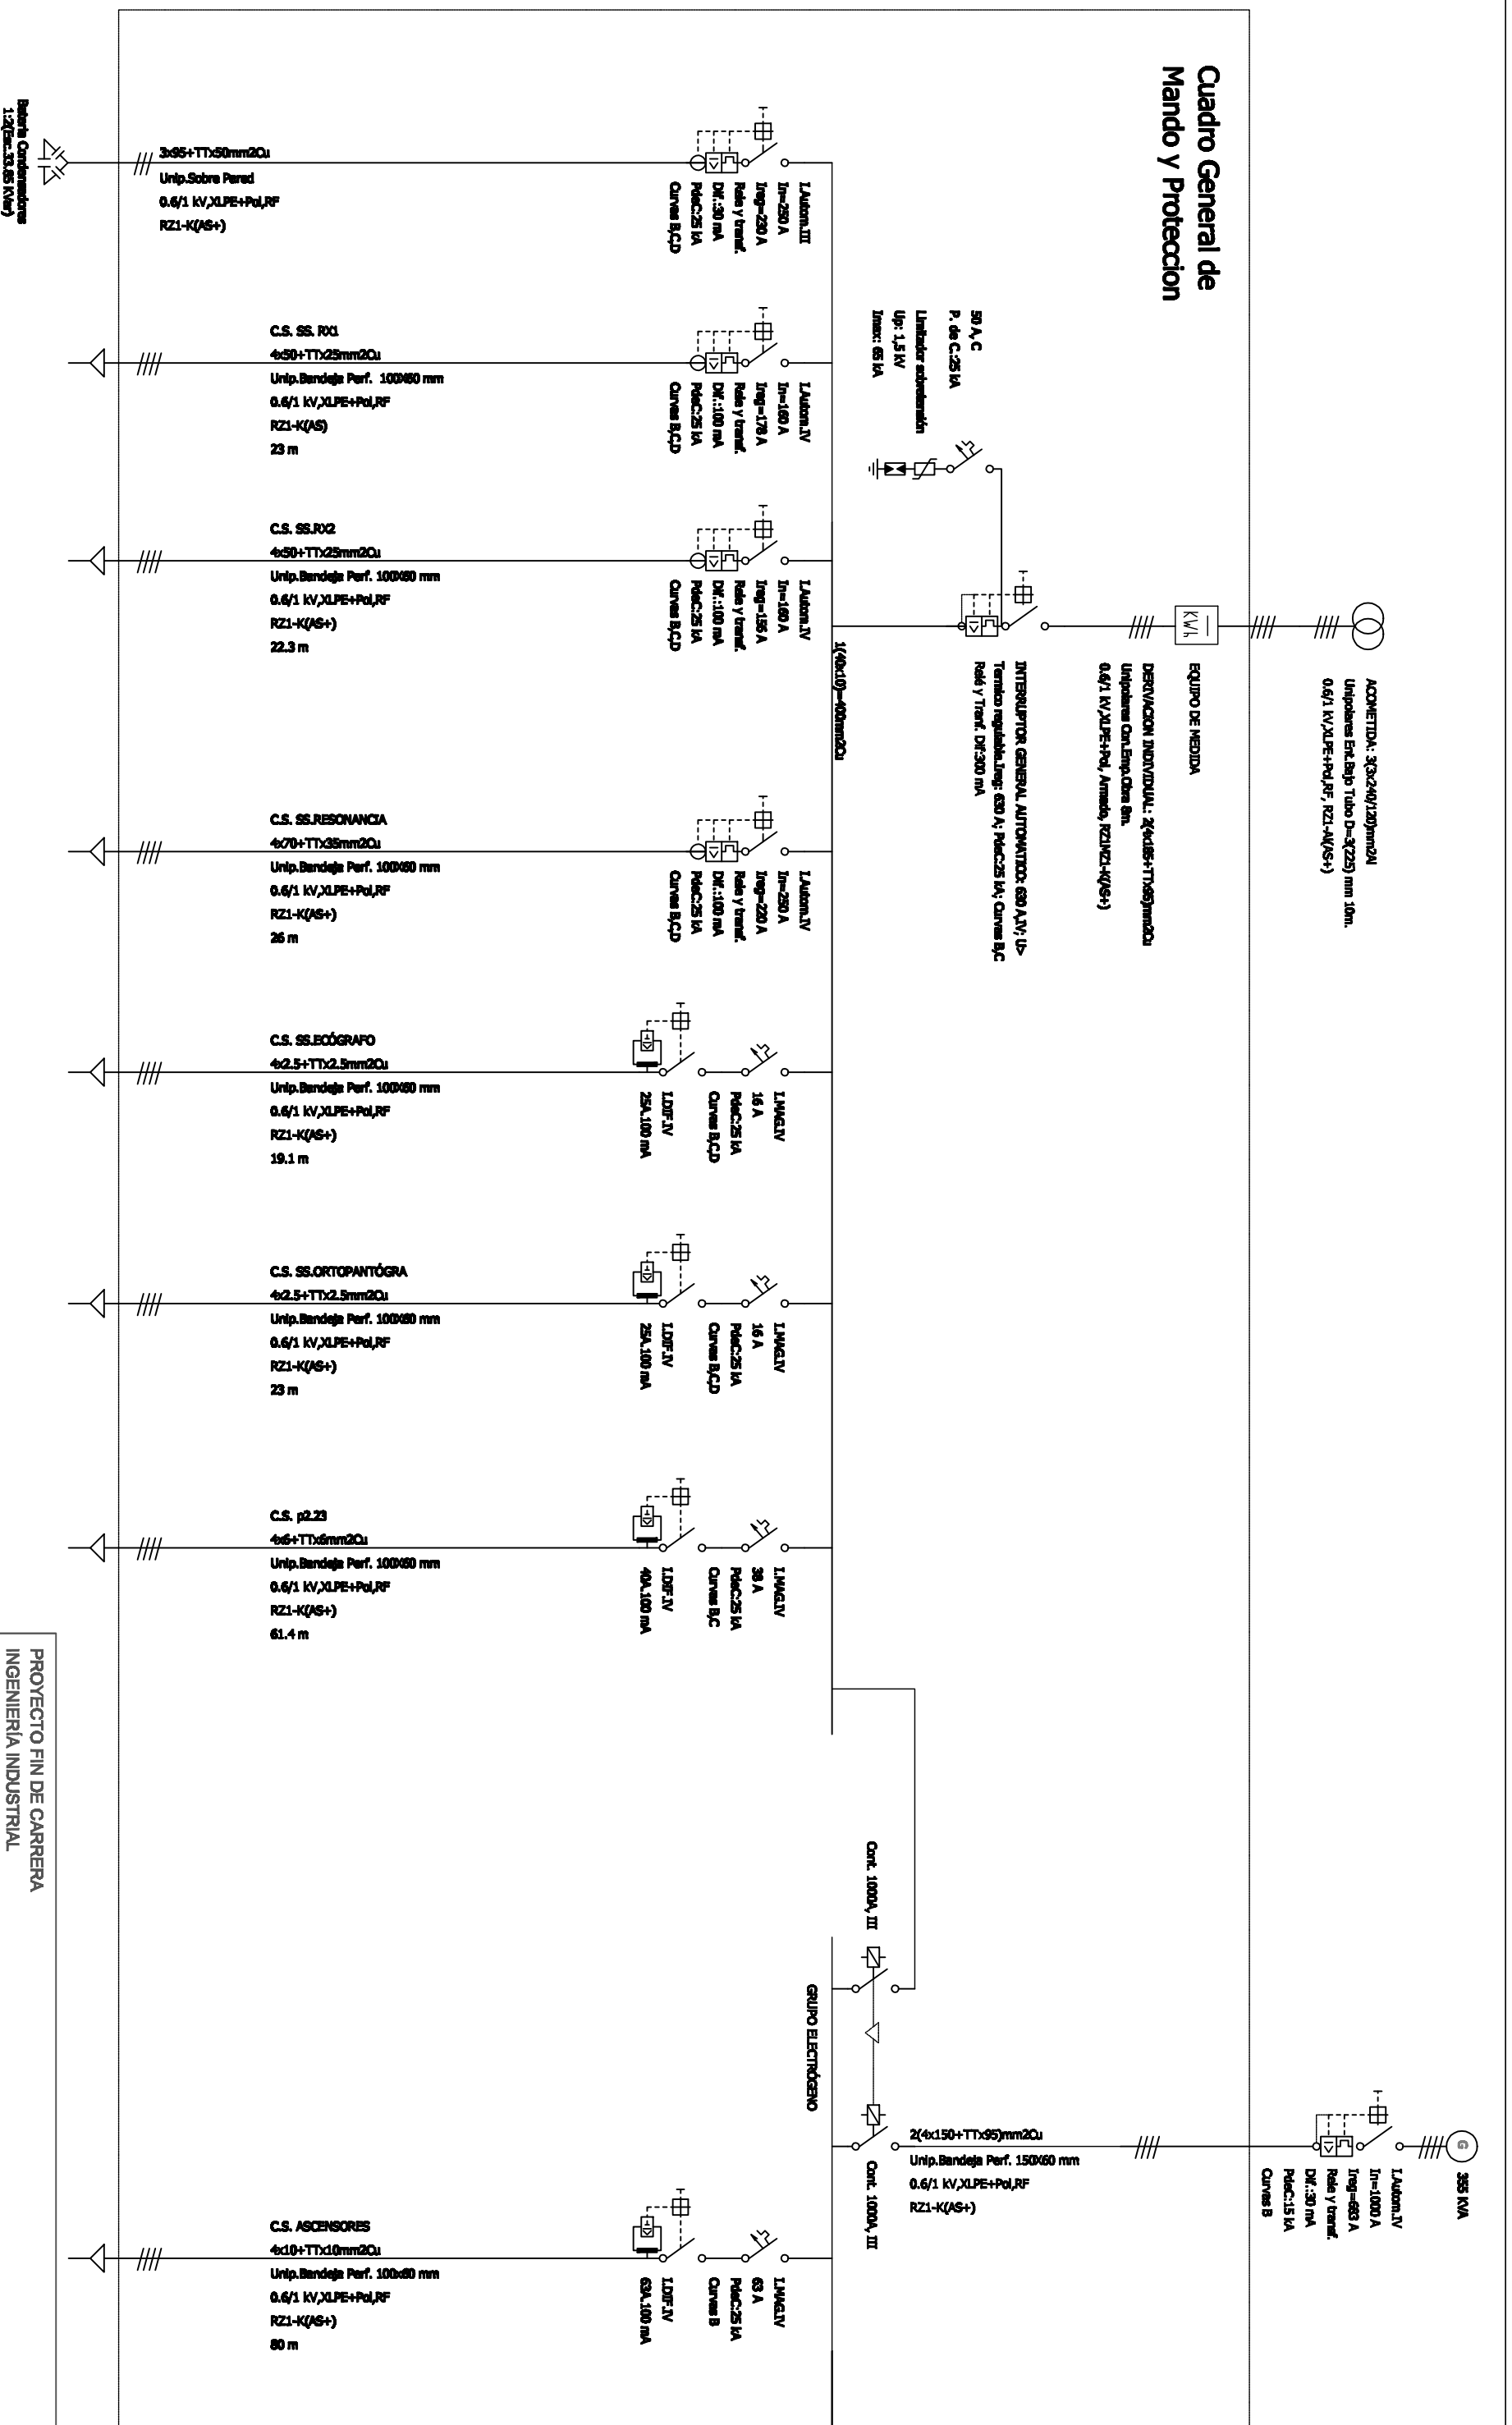 Cuadro General de
Mando y Proteccion
ACOMETIDA: 3(3x240/120)mm2Al
Unipolares Ent.Bajo Tubo D=3(225) mm 10m.
0.6/1 kV,XLPE+Pol,RF, RZ1-Al(AS+)
EQUIPO DE MEDIDA
KWh
DERIVACION INDIVIDUAL: 2(4x185+TTx95)mm2Cu
Unipolares Can.Emp.Obra 8m.
0.6/1 kV,XLPE+Pol, Armado, RZ1MZ1-K(AS+)
INTERRUPTOR GENERAL AUTOMATICO: 630 A,IV; U>
Termico regulable.Ireg: 630 A; PdeC:25 kA; Curvas B,C
Relé y Tranf. Dif:300 mA
50 A, C
P. de C.:25 kA
Limitador sobretensión
Up: 1,5 kV
Imax: 65 kA
1(40x10)=400mm2Cu
I.Autom.III
In=250 A
Ireg=230 A
Rele y transf.
Dif.:30 mA
PdeC:25 kA
Curvas B,C,D
3x95+TTx50mm2Cu
Unip.Sobre Pared
0.6/1 kV,XLPE+Pol,RF
RZ1-K(AS+)
Batería Condensadores
1:2(Esc.33.85 KVar)
I.Autom.IV
In=160 A
Ireg=178 A
Rele y transf.
Dif.:100 mA
PdeC:25 kA
Curvas B,C,D
C.S. SS. RX1
4x50+TTx25mm2Cu
Unip.Bandeja Perf. 100X60 mm
0.6/1 kV,XLPE+Pol,RF
RZ1-K(AS)
23 m
I.Autom.IV
In=160 A
Ireg=156 A
Rele y transf.
Dif.:100 mA
PdeC:25 kA
Curvas B,C,D
C.S. SS.RX2
4x50+TTx25mm2Cu
Unip.Bandeja Perf. 100X60 mm
0.6/1 kV,XLPE+Pol,RF
RZ1-K(AS+)
22.3 m
I.Autom.IV
In=250 A
Ireg=220 A
Rele y transf.
Dif.:100 mA
PdeC:25 kA
Curvas B,C,D
C.S. SS.RESONANCIA
4x70+TTx35mm2Cu
Unip.Bandeja Perf. 100X60 mm
0.6/1 kV,XLPE+Pol,RF
RZ1-K(AS+)
26 m
I.MAG.IV
16 A
PdeC:25 kA
Curvas B,C,D
I.DIF.IV
25A.100 mA
C.S. SS.ECÓGRAFO
4x2.5+TTx2.5mm2Cu
Unip.Bandeja Perf. 100X60 mm
0.6/1 kV,XLPE+Pol,RF
RZ1-K(AS+)
19.1 m
I.MAG.IV
16 A
PdeC:25 kA
Curvas B,C,D
I.DIF.IV
25A.100 mA
C.S. SS.ORTOPANTÓGRA
4x2.5+TTx2.5mm2Cu
Unip.Bandeja Perf. 100X60 mm
0.6/1 kV,XLPE+Pol,RF
RZ1-K(AS+)
23 m
I.MAG.IV
38 A
PdeC:25 kA
Curvas B,C
I.DIF.IV
40A.100 mA
C.S. p2.23
4x6+TTx6mm2Cu
Unip.Bandeja Perf. 100X60 mm
0.6/1 kV,XLPE+Pol,RF
RZ1-K(AS+)
61.4 m
Cont. 1000A, III
GRUPO ELECTRÓGENO
Cont. 1000A, III
G
355 KVA
I.Autom.IV
In=1000 A
Ireg=683 A
Rele y transf.
Dif.:30 mA
PdeC:15 kA
Curvas B
2(4x150+TTx95)mm2Cu
Unip.Bandeja Perf. 150X60 mm
0.6/1 kV,XLPE+Pol,RF
RZ1-K(AS+)
I.MAG.IV
63 A
PdeC:25 kA
Curvas B
I.DIF.IV
63A.100 mA
C.S. ASCENSORES
4x10+TTx10mm2Cu
Unip.Bandeja Perf. 100x60 mm
0.6/1 kV,XLPE+Pol,RF
RZ1-K(AS+)
80 m
PROYECTO FIN DE CARRERA
INGENIERÍA INDUSTRIAL